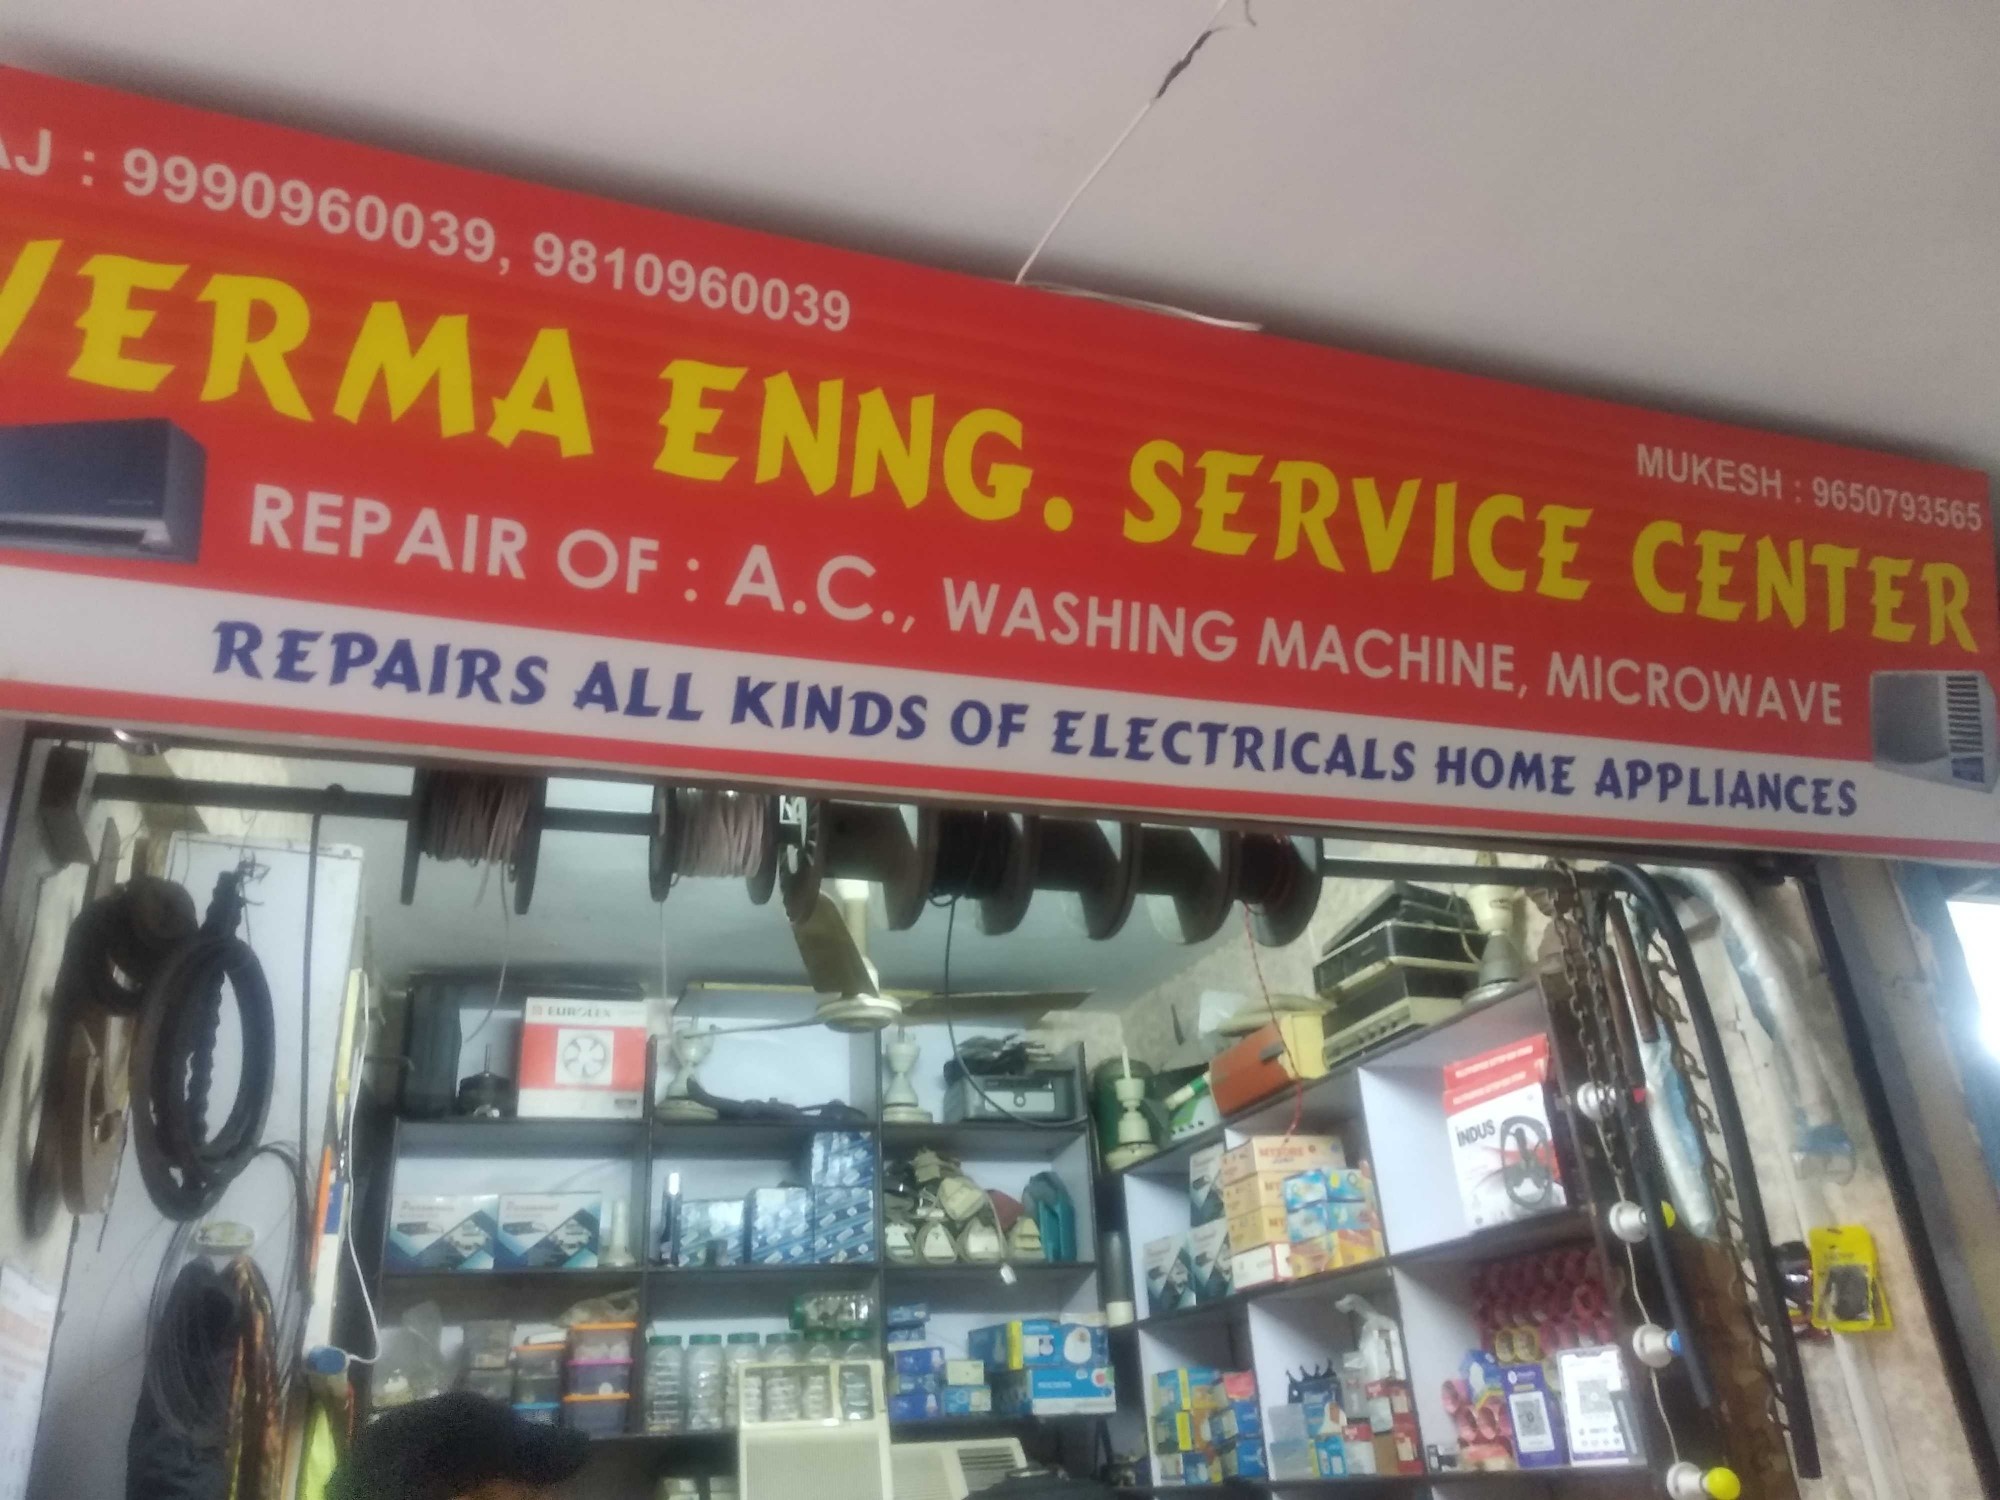 AJ : 9990960039, 9810960039
MUKESH : 9650793565
VERMA ENNG. SERVICE CENTER
REPAIR OF : A.C., WASHING MACHINE, MICROWAVE
REPAIRS ALL KINDS OF ELECTRICALS HOME APPLIANCES
EUROLEX
INDUS